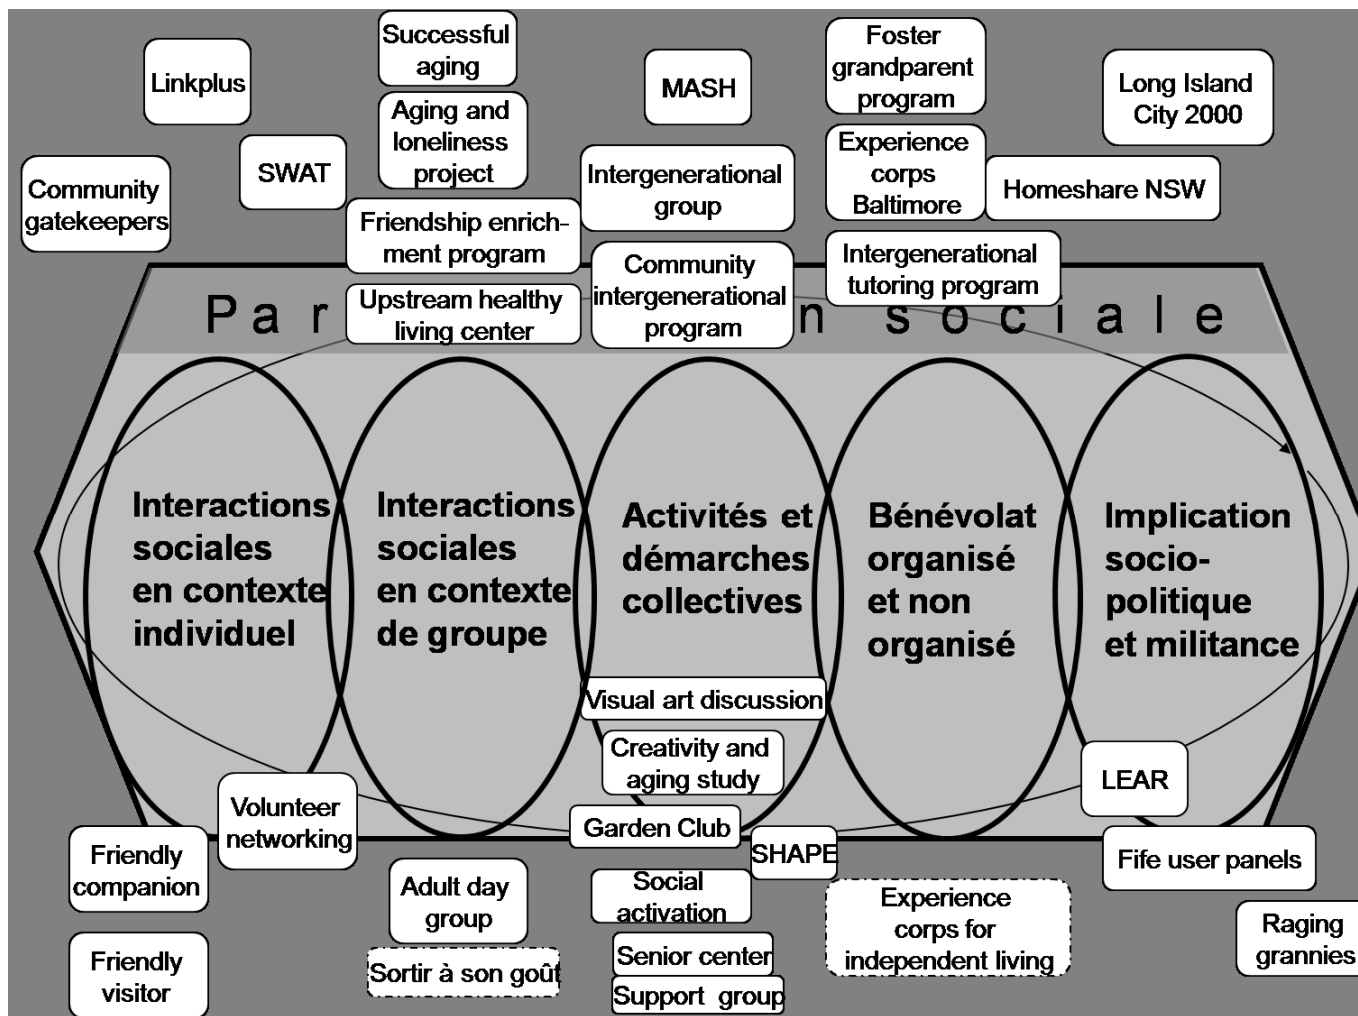 Linkplus
Successful
aging
MASH
Foster
grandparent
program
Long Island
City 2000
Community
gatekeepers
SWAT
Aging and
loneliness
project
Intergenerational
group
Experience
corps
Baltimore
Homeshare NSW
Friendship enrich-
ment program
Community
intergenerational
program
Intergenerational
tutoring program
Upstream healthy
living center
Par n sociale
Interactions
sociales
en contexte
individuel
Interactions
sociales
en contexte
de groupe
Activités et
démarches
collectives
Bénévolat
organisé
et non
organisé
Implication
socio-
politique
et militance
Visual art discussion
Creativity and
aging study
LEAR
Volunteer
networking
Garden Club
SHAPE
Fife user panels
Friendly
companion
Adult day
group
Social
activation
Experience
corps for
independent living
Raging
grannies
Friendly
visitor
Sortir à son goût
Senior center
Support group